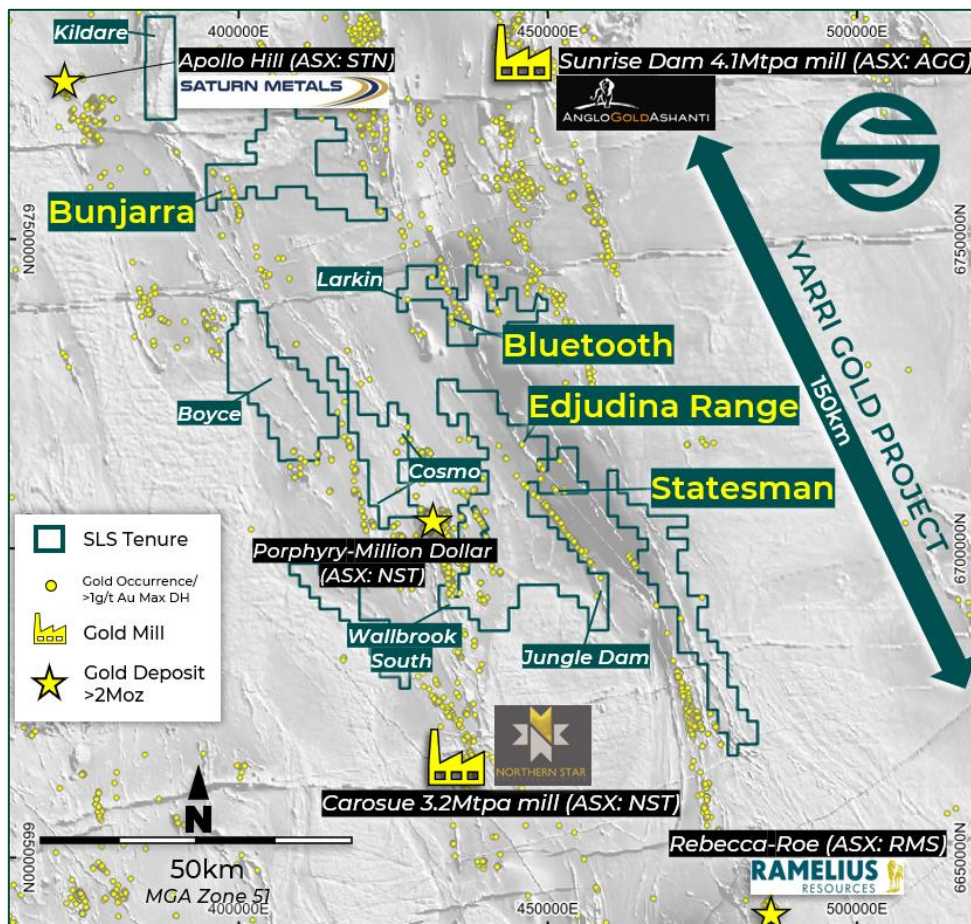 Kildare
400000E
450000E
500000E
Apollo Hill (ASX: STN)
SATURN METALS
Sunrise Dam 4.1Mtpa mill (ASX: AGG)
ANGLOGOLDASHANTI
Bunjarra
6750000N
6750000N
Larkin
Bluetooth
YARRI GOLD PROJECT
150km
Boyce
Edjudina Range
Cosmo
Statesman
Porphyry-Million Dollar
(ASX: NST)
SLS Tenure
Gold Occurrence/
>1g/t Au Max DH
Gold Mill
Gold Deposit
>2Moz
6700000N
Wallbrook
South
Jungle Dam
NORTHERN STAR
Carosue 3.2Mtpa mill (ASX: NST)
N
50km
MGA Zone 51
Rebecca-Roe (ASX: RMS)
RAMELIUS
RESOURCES
6650000N
6650000N
400000E
450000E
500000E